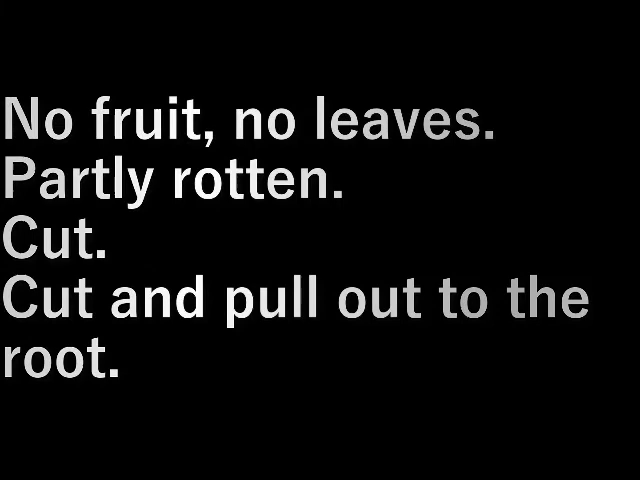 No fruit, no leaves.
Partly rotten.
Cut.
Cut and pull out to the
root.